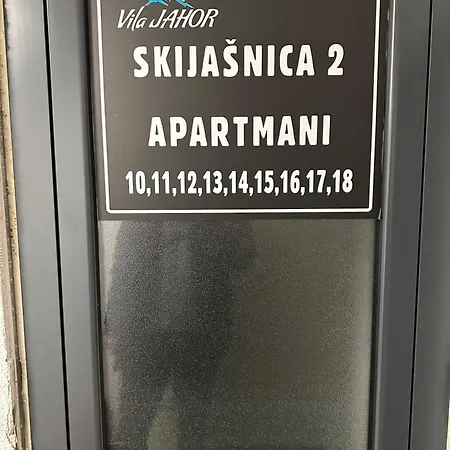 Vila JAHOR
SKIJAŠNICA 2
APARTMANI
10,11,12,13,14,15,16,17,18